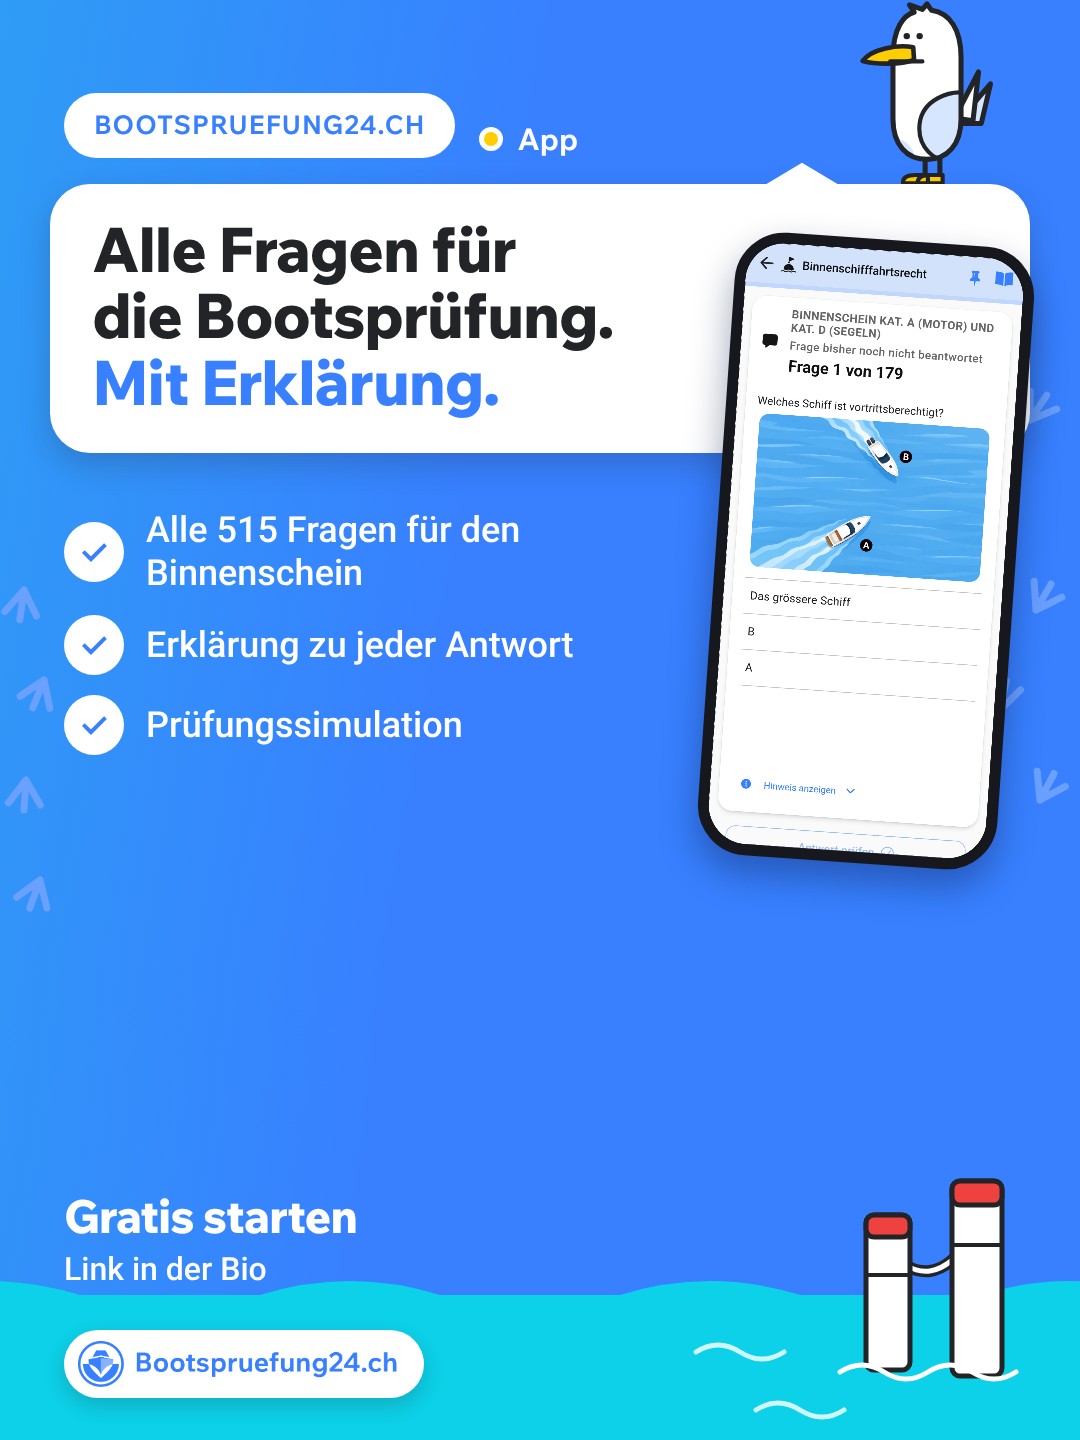 BOOTSPRUEFUNG24.CH
App
Alle Fragen für
die Bootsprüfung.
Mit Erklärung.
Binnenschifffahrtsrecht
BINNENSCHEIN KAT. A (MOTOR) UND
KAT. D (SEGELN)
Frage bisher noch nicht beantwortet
Frage 1 von 179
Welches Schiff ist vortrittsberechtigt?
B
A
Das grössere Schiff
B
A
Hinweis anzeigen
Antwort prüfen
Alle 515 Fragen für den
Binnenschein
Erklärung zu jeder Antwort
Prüfungssimulation
Gratis starten
Link in der Bio
Bootspruefung24.ch